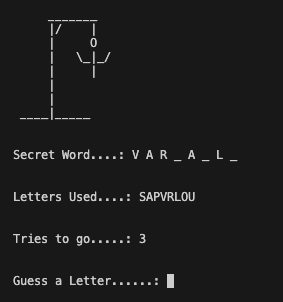 Secret Word....: V A R _ A _ L _
Letters Used....: SAPVRLOU
Tries to go.....: 3
Guess a Letter......: